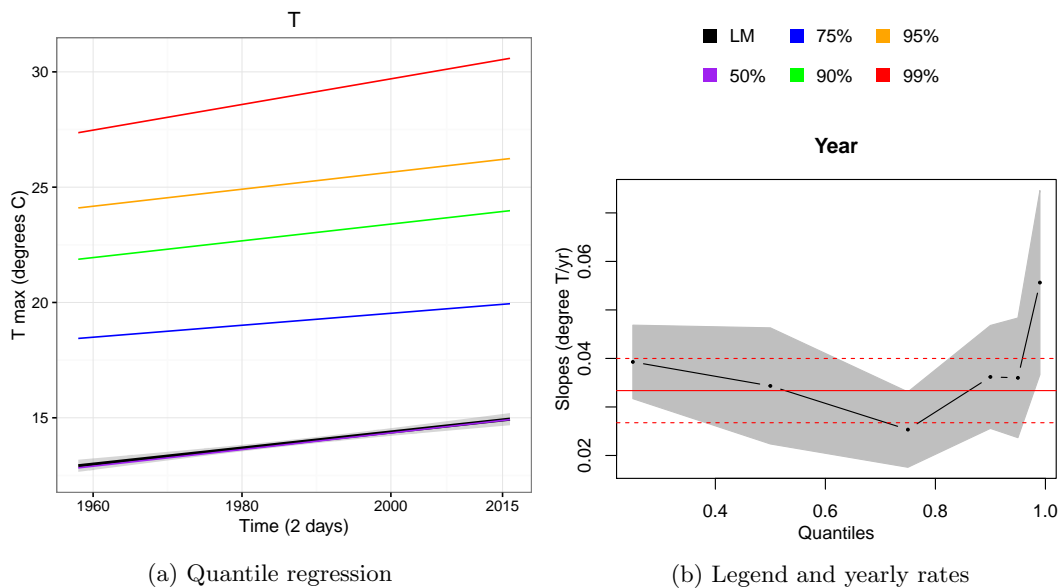 T
30
25
20
15
T max (degrees C)
1960 1980 2000 2015
Time (2 days)
(a) Quantile regression
LM 75% 95%
50% 90% 99%
Year
0.06
0.04
0.02
Slopes (degree T/yr)
0.4 0.6 0.8 1.0
Quantiles
(b) Legend and yearly rates